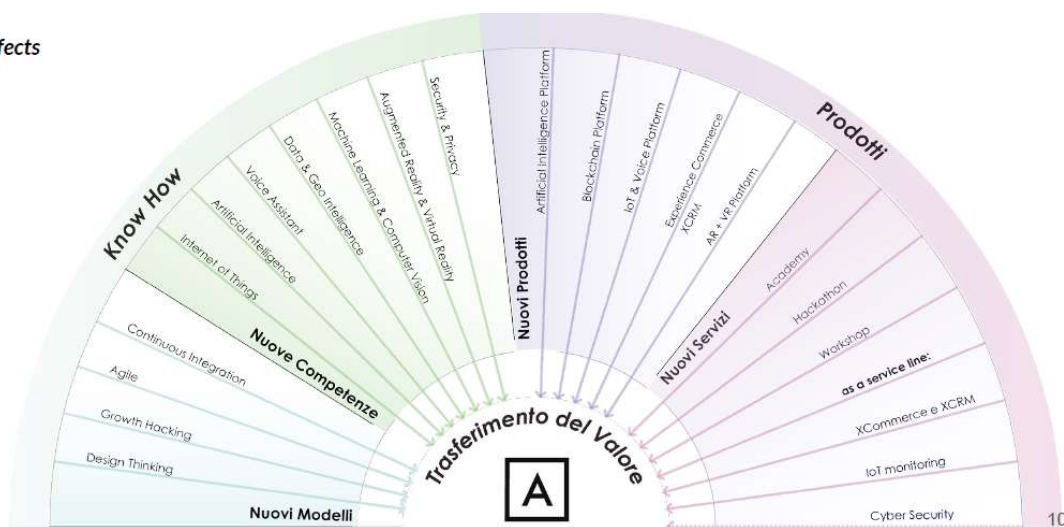 fects
Know How
Prodotti
Nuovi Modelli
Design Thinking
Growth Hacking
Agile
Continuous Integration
Nuove Competenze
Internet of Things
Artificial Intelligence
Voice Assistant
Data & Geo Intelligence
Machine Learning & Computer Vision
Augmented Reality & Virtual Reality
Security & Privacy
Nuovi Prodotti
Artificial Intelligence Platform
Blockchain Platform
IoT & Voice Platform
Experience Commerce
XCRM
AR + VR Platform
Nuovi Servizi
Academy
Hackathon
Workshop
as a service line:
XCommerce e XCRM
IoT monitoring
Cyber Security
Trasferimento del Valore
A